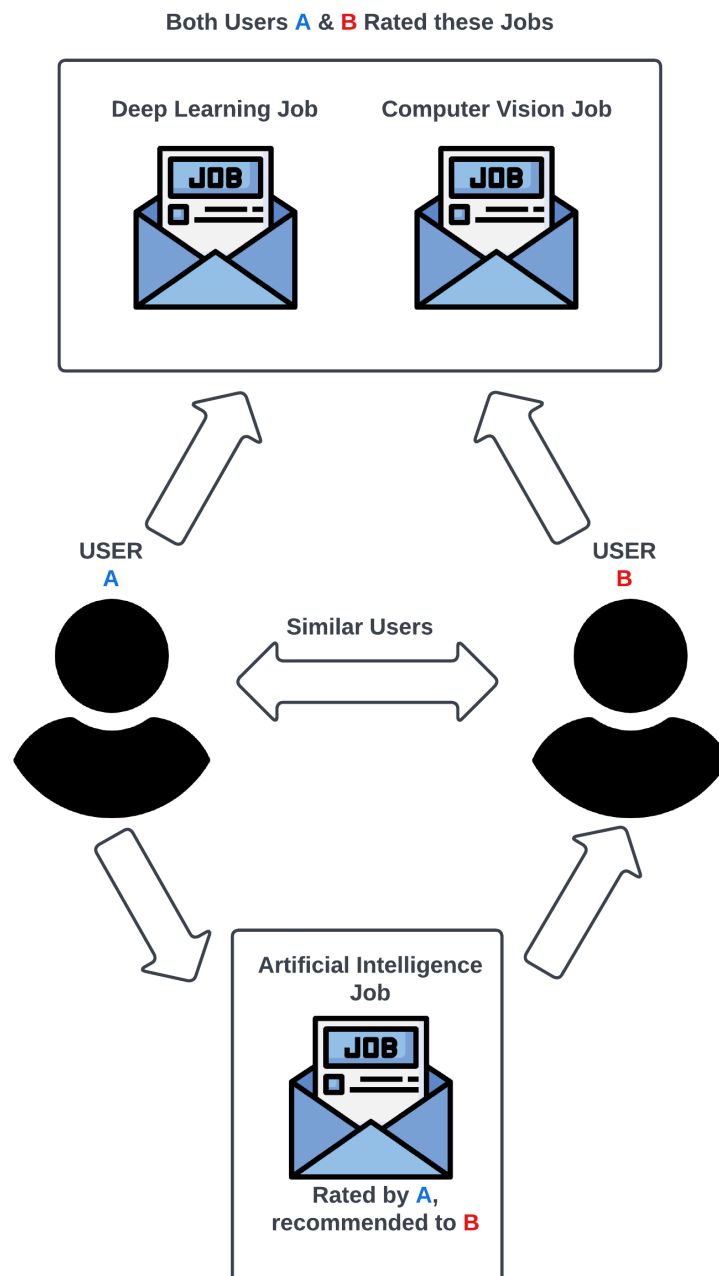 Both Users A & B Rated these Jobs
Deep Learning Job
Computer Vision Job
JOB
JOB
USER
A
USER
B
Similar Users
Artificial Intelligence
Job
JOB
Rated by A,
recommended to B